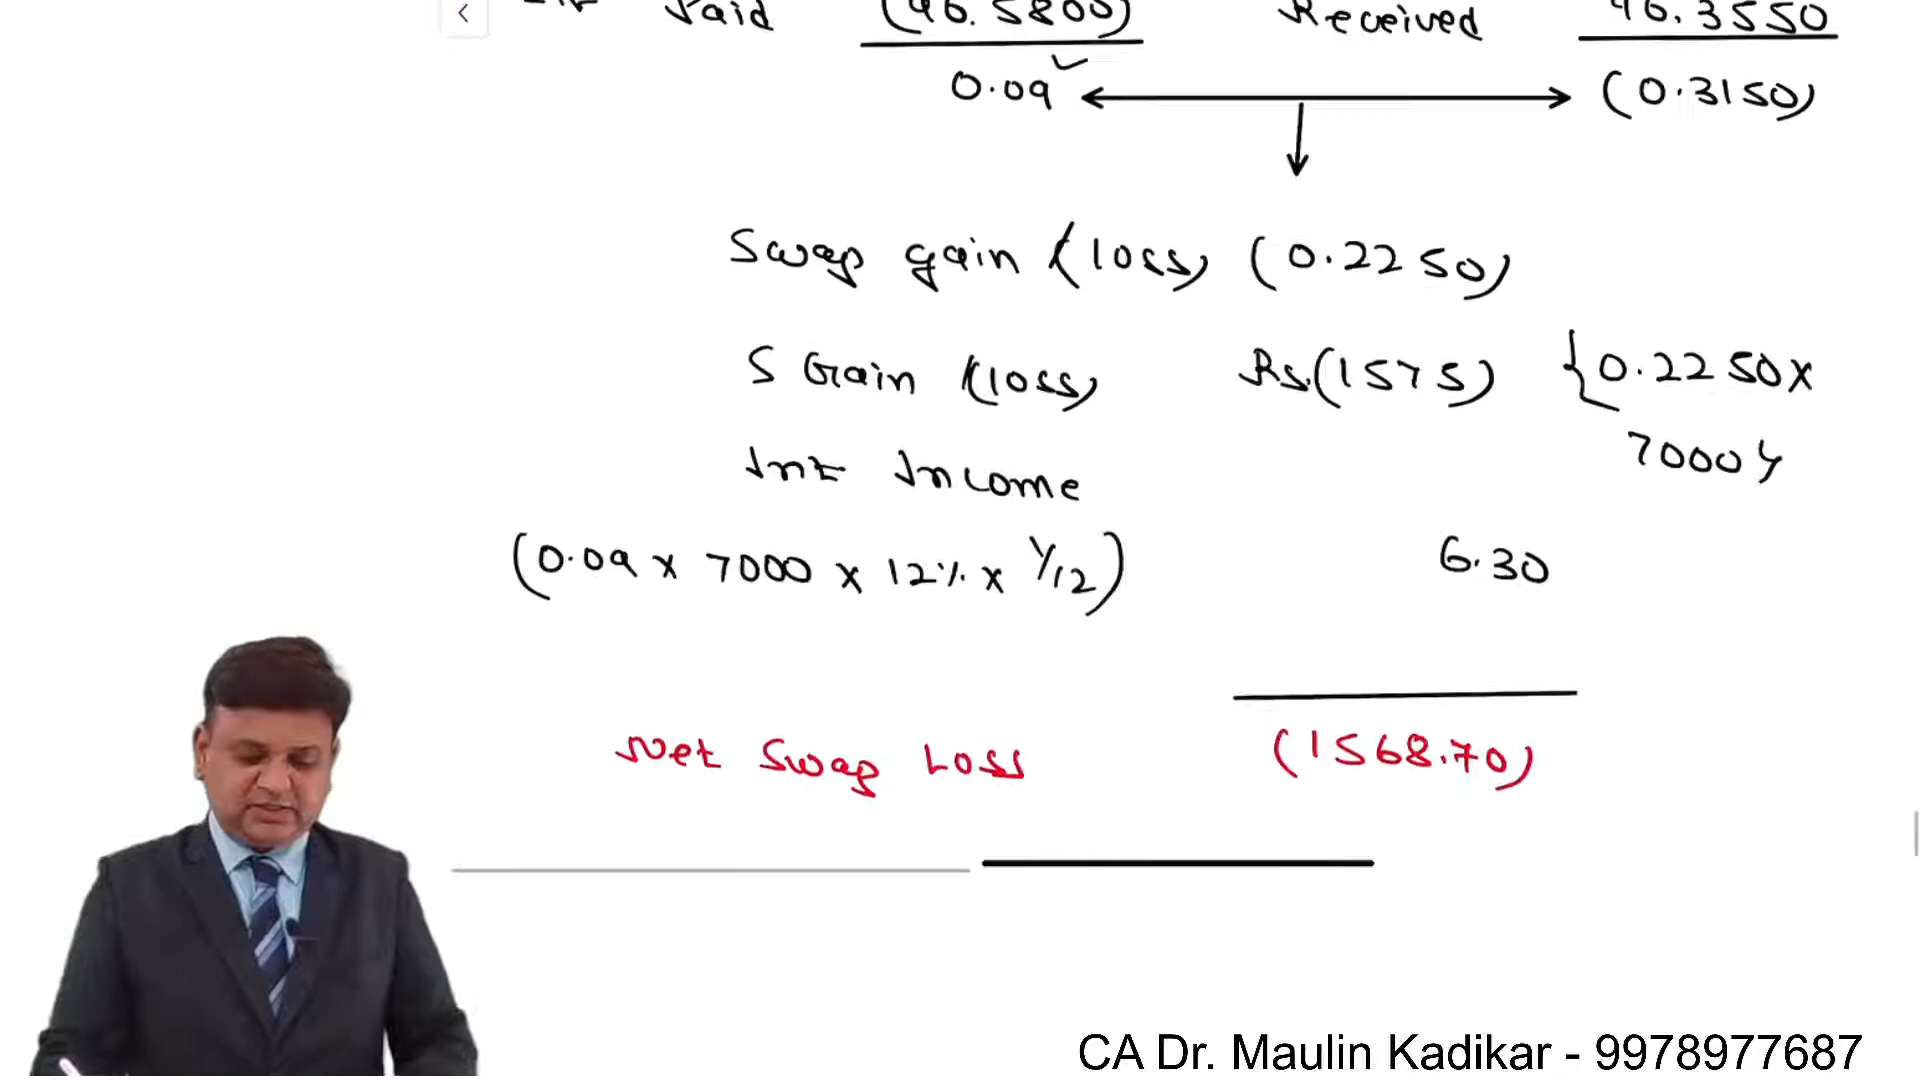 <
Paid (46.5800) Received 46.3550
0.09 (0.3150)
Swap gain (loss) (0.2250)
S Gain (loss) Rs.(1575) {0.2250x
7000}
Int Income
(0.09 x 7000 x 12% x 1/12) 6.30
Net Swap Loss (1568.70)
CA Dr. Maulin Kadikar - 9978977687